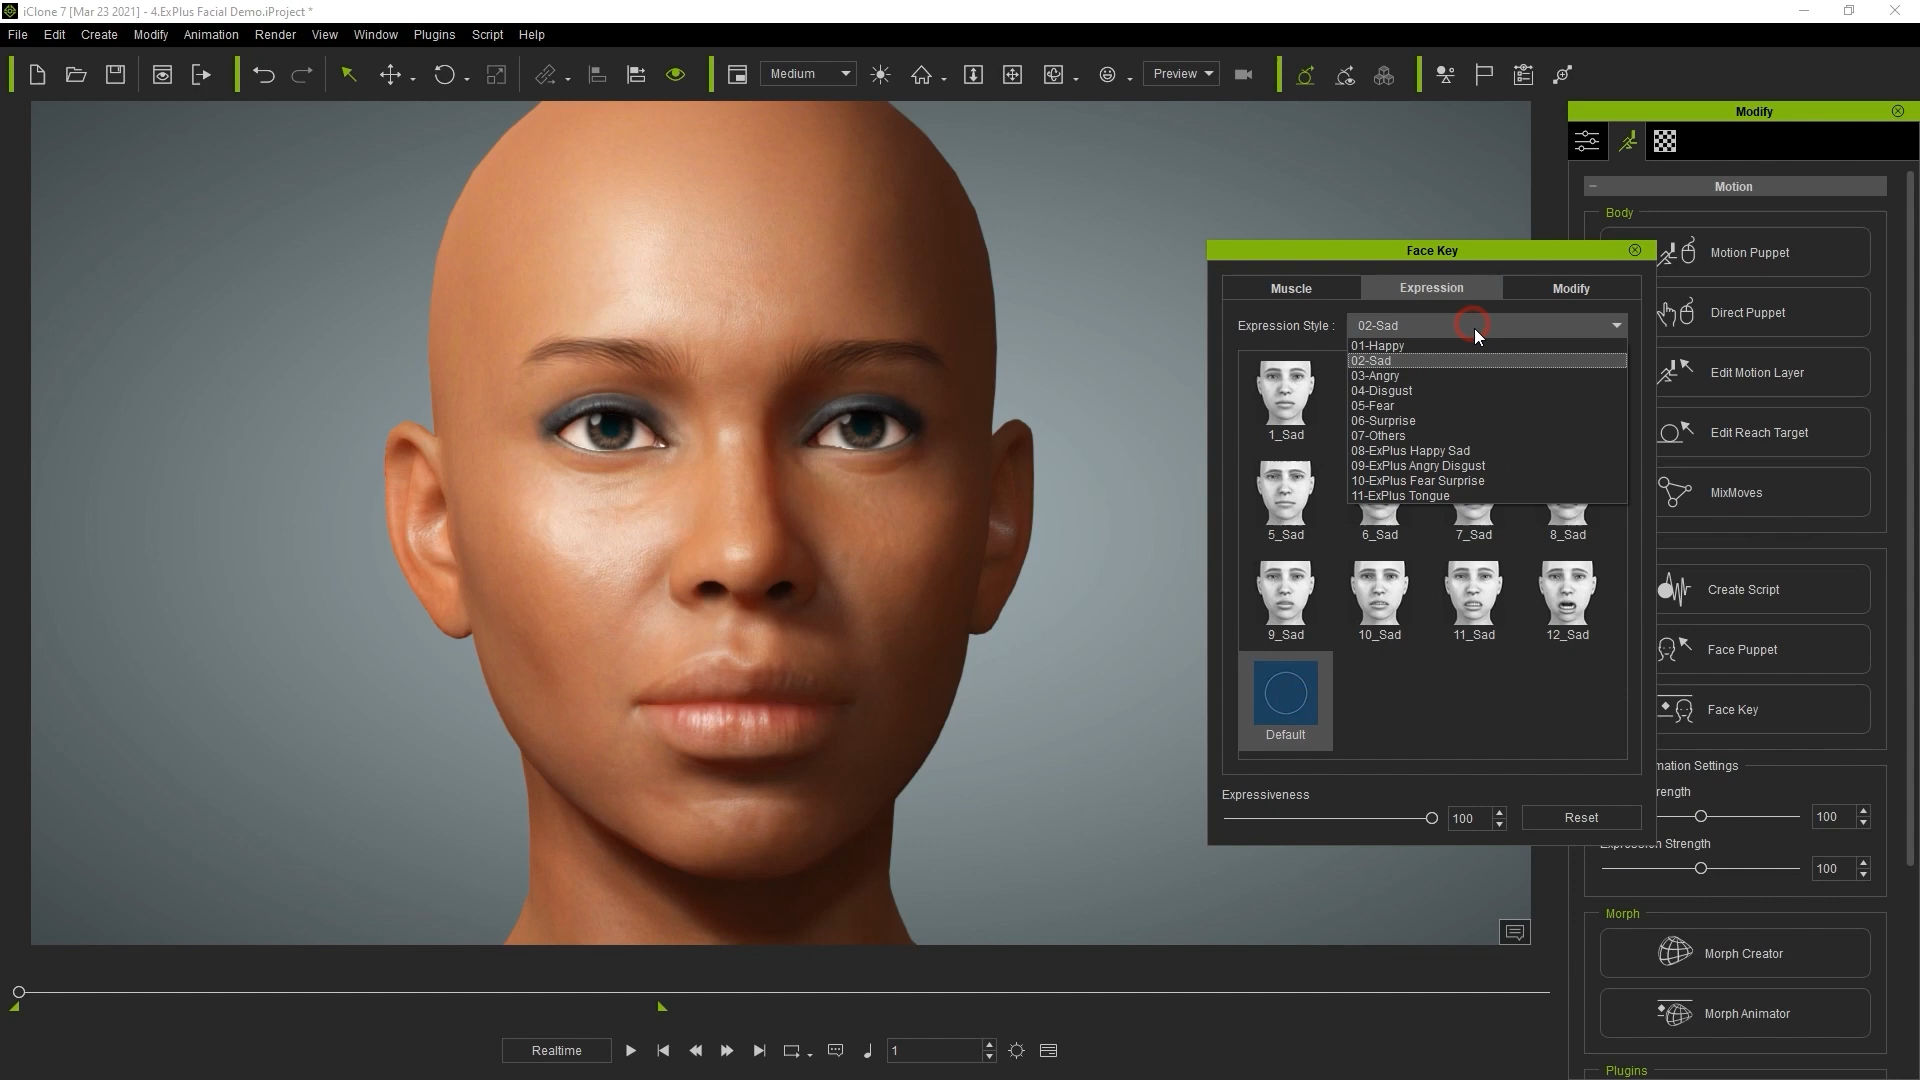 iClone 7 [Mar 23 2021] - 4.ExPlus Facial Demo.iProject *
File Edit Create Modify Animation Render View Window Plugins Script Help
Medium
Preview
Modify
Motion
Body
Motion Puppet
Direct Puppet
Edit Motion Layer
Edit Reach Target
MixMoves
Create Script
Face Puppet
Face Key
mation Settings
rength
100
Expression Strength
100
Morph
Morph Creator
Morph Animator
Plugins
Face Key
Muscle Expression Modify
Expression Style : 02-Sad
01-Happy
02-Sad
03-Angry
04-Disgust
05-Fear
06-Surprise
07-Others
08-ExPlus Happy Sad
09-ExPlus Angry Disgust
10-ExPlus Fear Surprise
11-ExPlus Tongue
1_Sad
5_Sad 6_Sad 7_Sad 8_Sad
9_Sad 10_Sad 11_Sad 12_Sad
Default
Expressiveness
100 Reset
Realtime 1